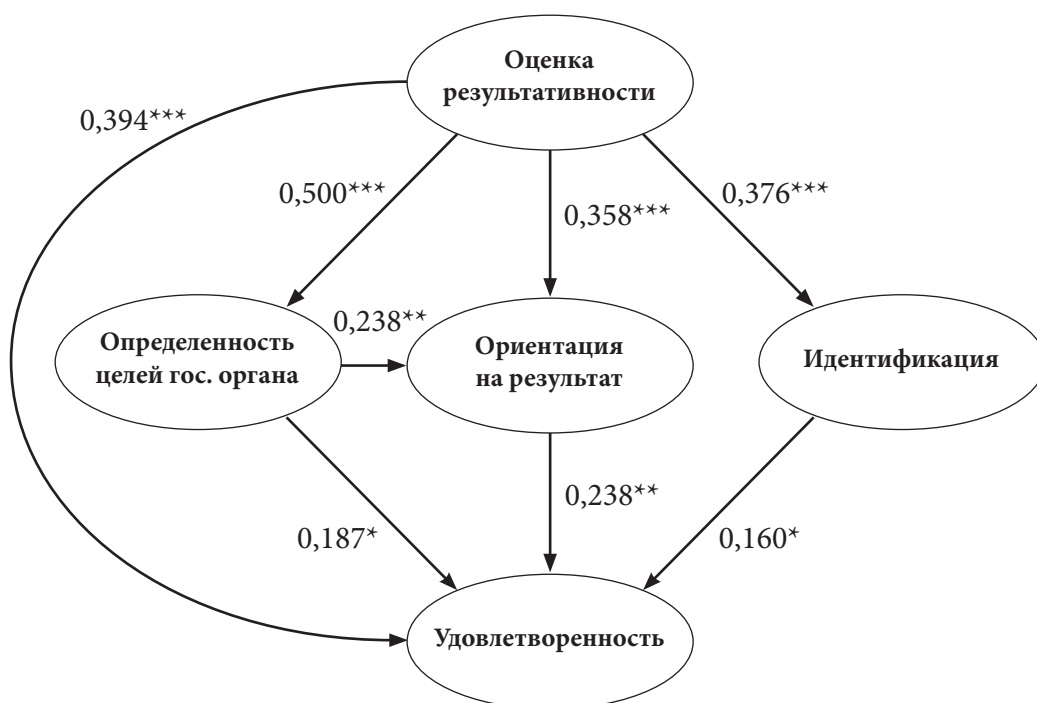 Оценка
результативности
0,394***
0,500***
0,358***
0,376***
Определенность
целей гос. органа
0,238**
Ориентация
на результат
Идентификация
0,187*
0,238**
0,160*
Удовлетворенность